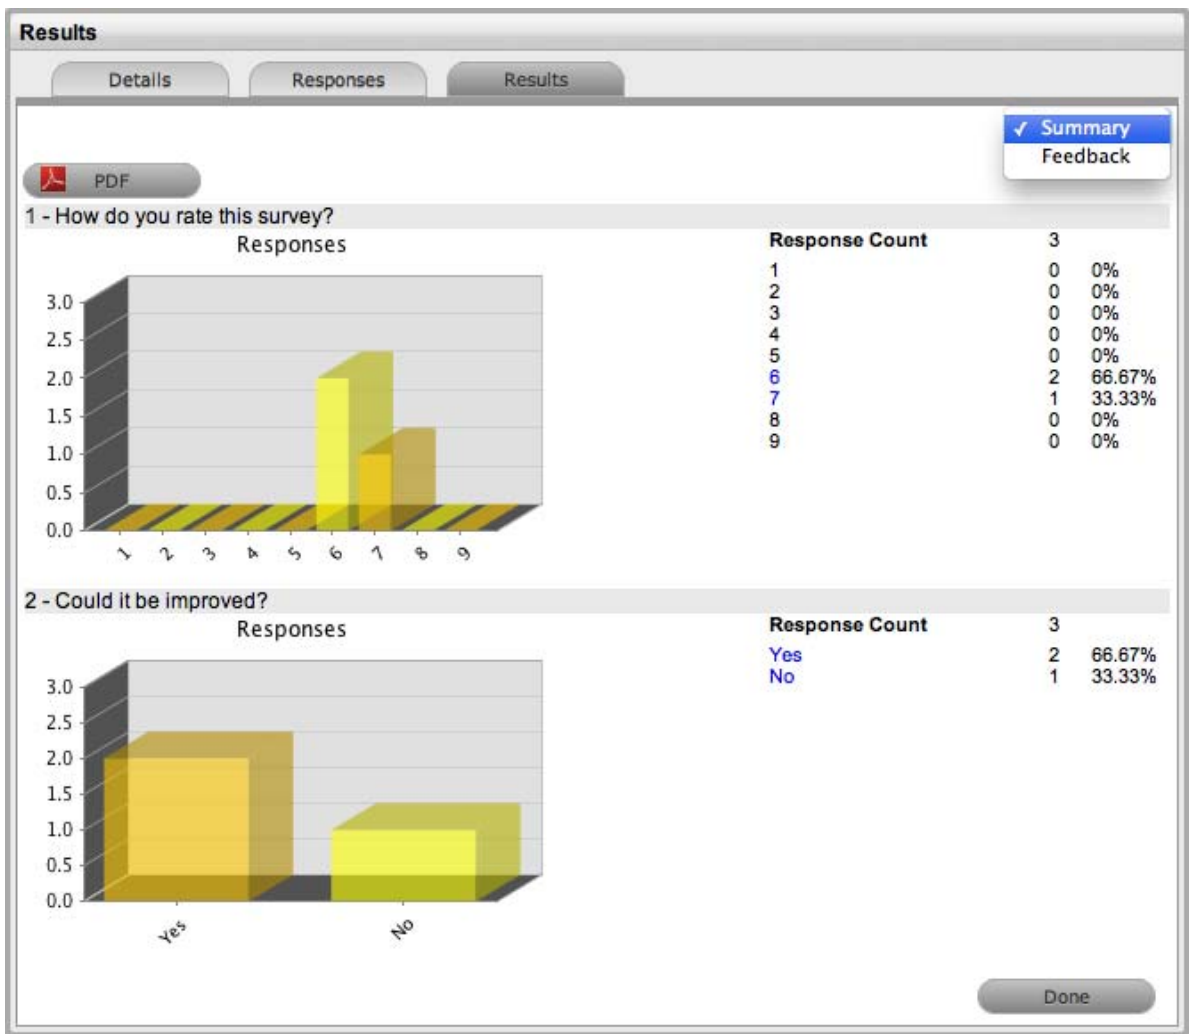 Results
Details Responses Results
✓ Summary
Feedback
PDF
1 - How do you rate this survey?
Responses
3.0
2.5
2.0
1.5
1.0
0.5
0.0
1 2 3 4 5 6 7 8 9
Response Count 3
1 0 0%
2 0 0%
3 0 0%
4 0 0%
5 0 0%
6 2 66.67%
7 1 33.33%
8 0 0%
9 0 0%
2 - Could it be improved?
Responses
3.0
2.5
2.0
1.5
1.0
0.5
0.0
Yes No
Response Count 3
Yes 2 66.67%
No 1 33.33%
Done